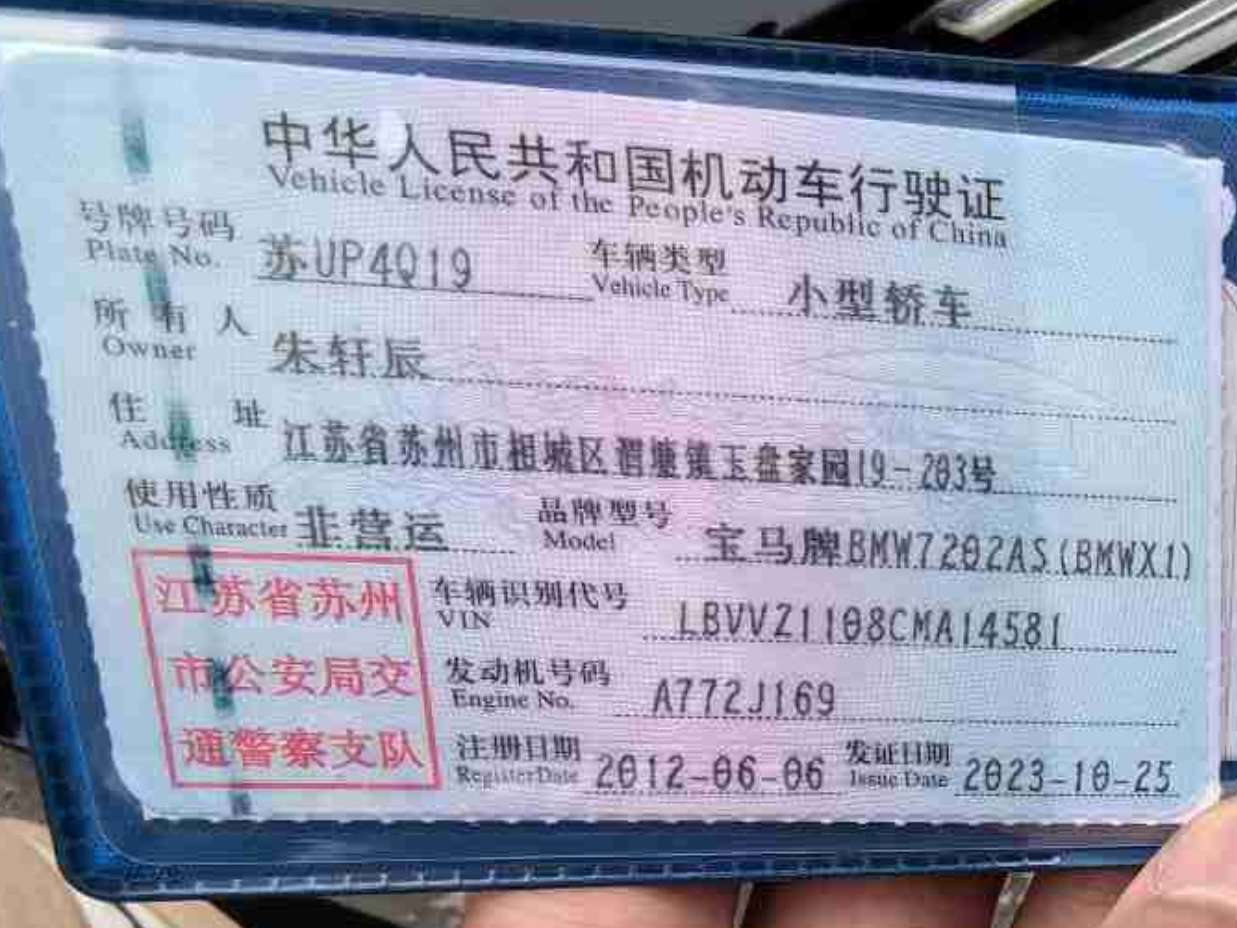 中华人民共和国机动车行驶证
Vehicle License of the People's Republic of China
号牌号码 苏UP4Q19 车辆类型 小型轿车
Plate No. Vehicle Type
所有人 朱轩辰
Owner
住址 江苏省苏州市相城区渭塘镇玉盘家园19-203号
Address
使用性质 非营运 品牌型号 宝马牌BMW7202AS(BMWX1)
Use Character Model
江苏省苏州
市公安局交
通警察支队
车辆识别代号 LBVVZ1108CMA14581
VIN
发动机号码 A772J169
Engine No.
注册日期 2012-06-06 发证日期 2023-10-25
Register Date Issue Date